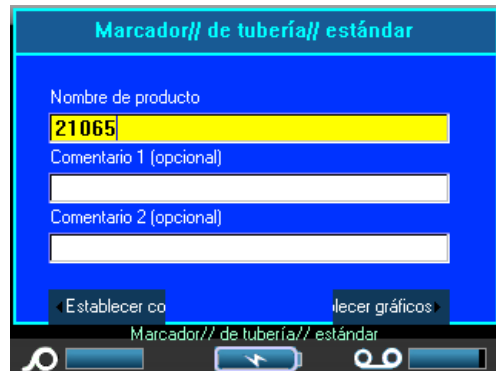 Marcador// de tubería// estándar
Nombre de producto
21065
Comentario 1 (opcional)
Comentario 2 (opcional)
Establecer co
lecer gráficos
Marcador// de tubería// estándar